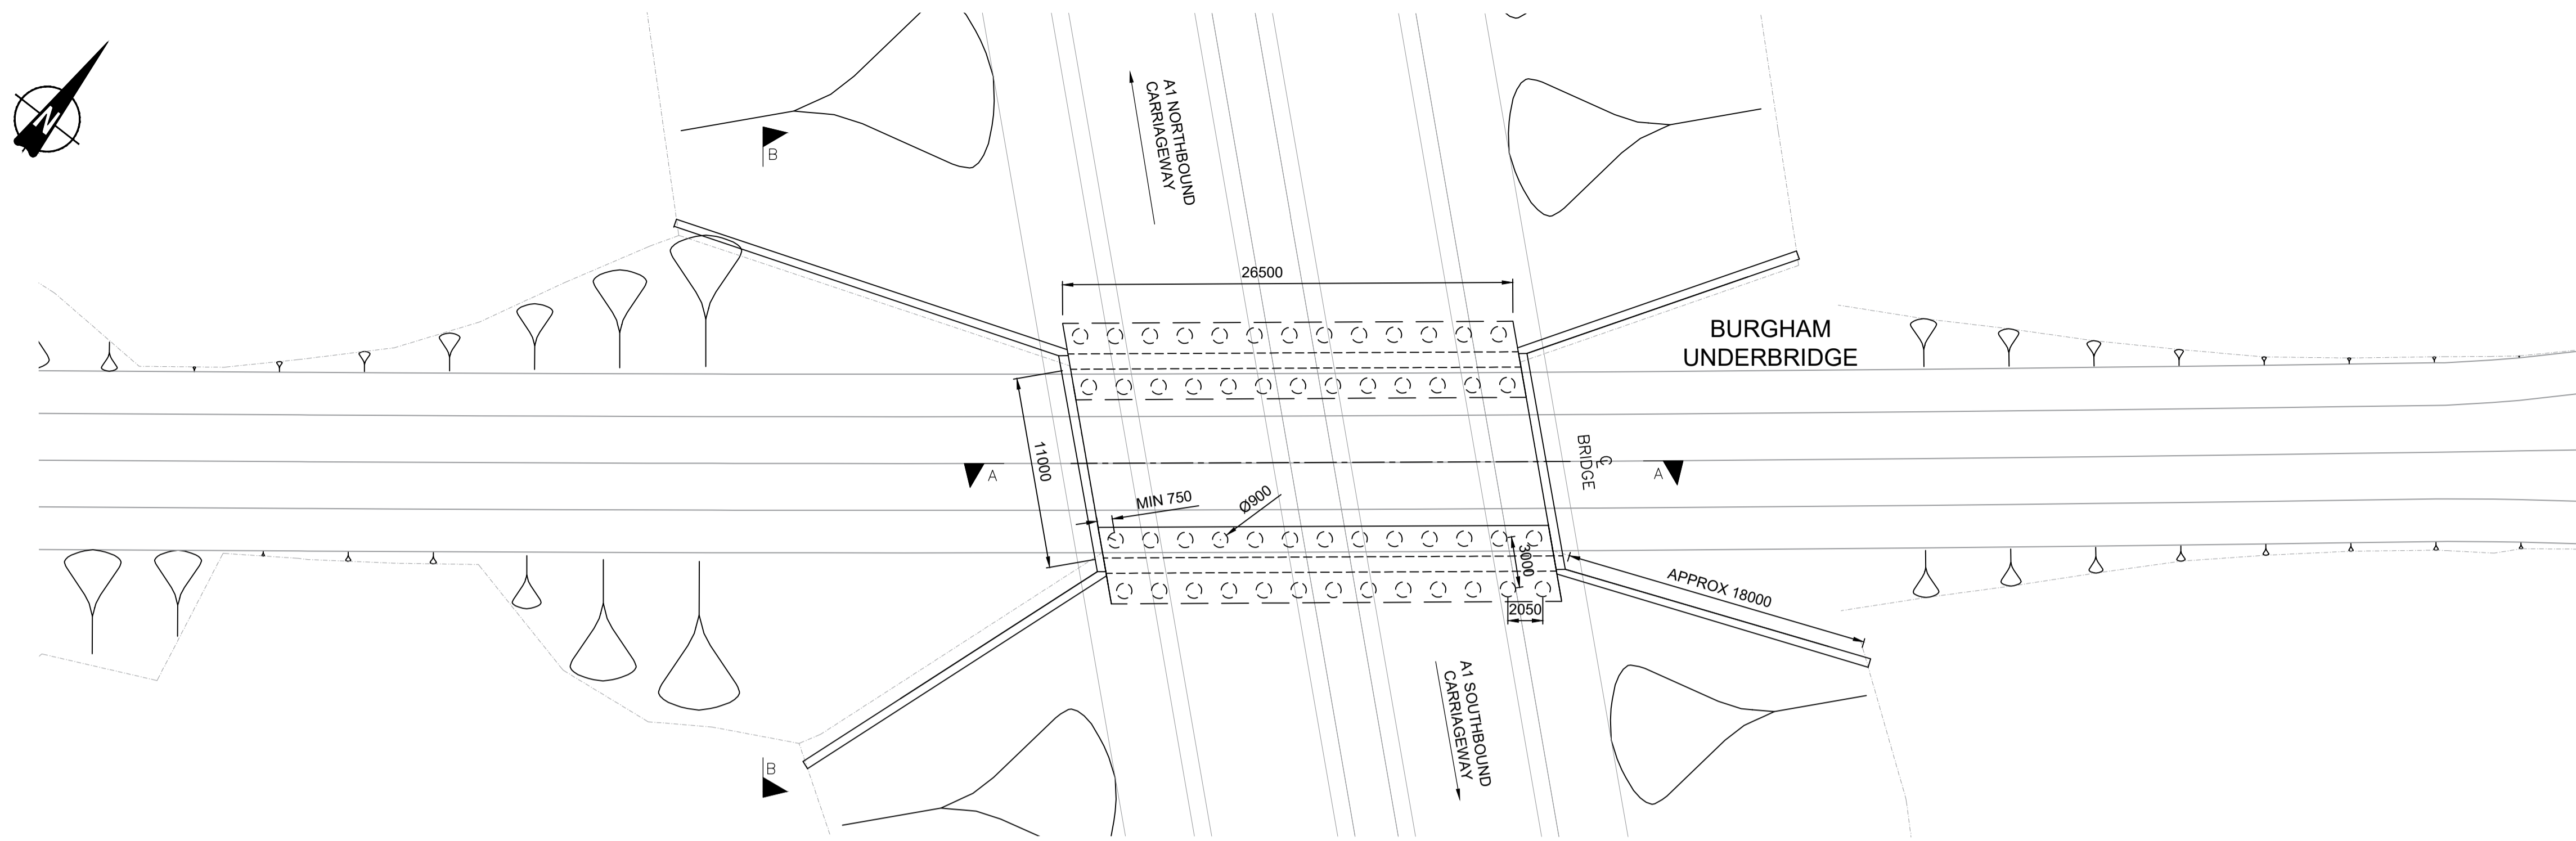 N
A1 NORTHBOUND
CARRIAGEWAY
B
26500
BURGHAM
UNDERBRIDGE
11000
A
MIN 750
Ø900
℄
BRIDGE
A
3000
APPROX 18000
2050
A1 SOUTHBOUND
CARRIAGEWAY
B